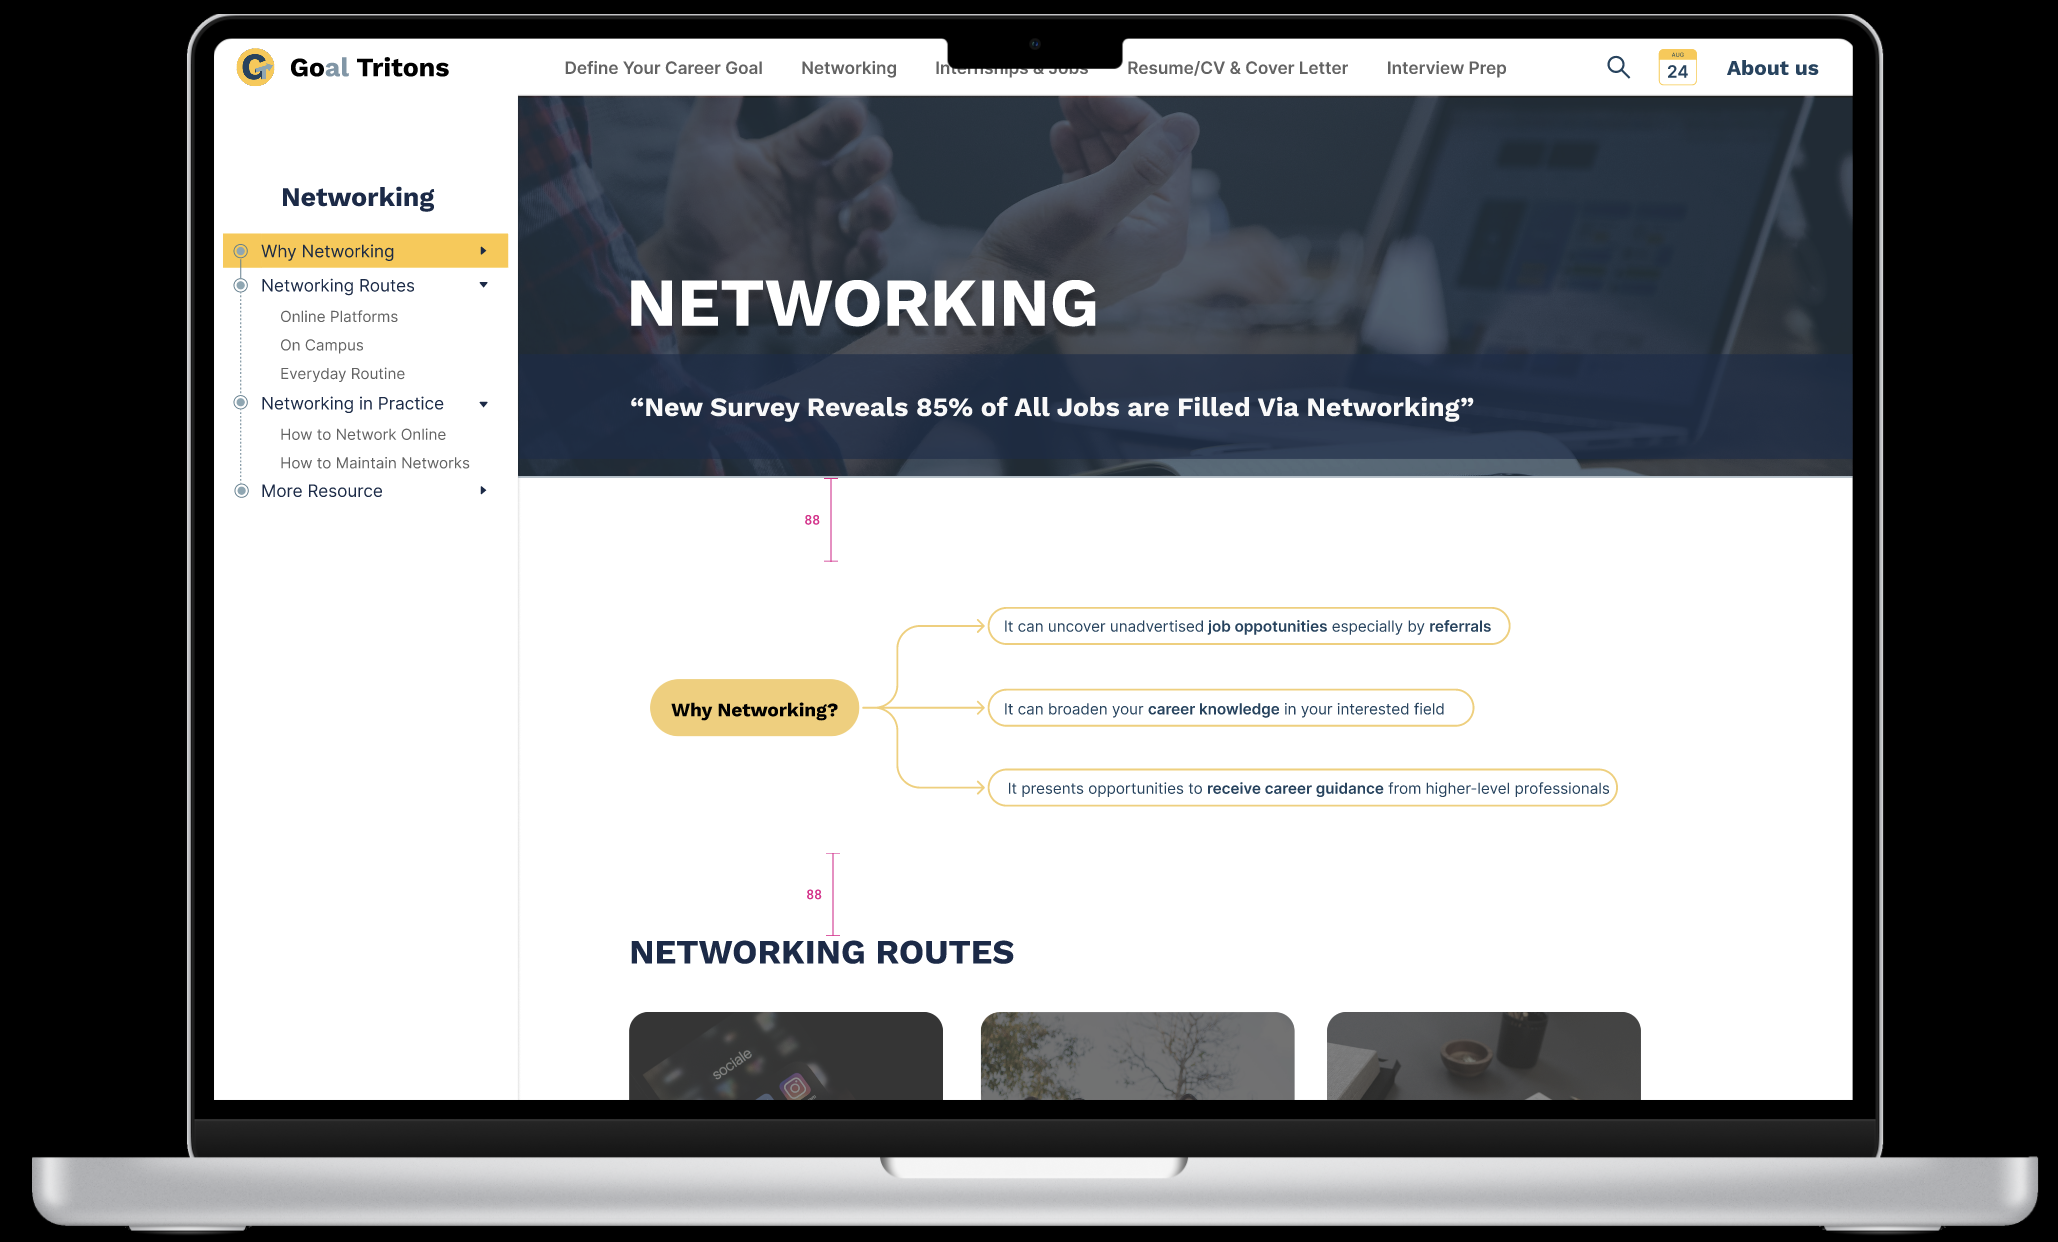 Goal Tritons
Define Your Career Goal
Networking
Internships & Jobs
Resume/CV & Cover Letter
Interview Prep
AUG
24
About us
Networking
Why Networking
Networking Routes
Online Platforms
On Campus
Everyday Routine
Networking in Practice
How to Network Online
How to Maintain Networks
More Resource
NETWORKING
“New Survey Reveals 85% of All Jobs are Filled Via Networking”
88
It can uncover unadvertised job oppotunities especially by referrals
Why Networking?
It can broaden your career knowledge in your interested field
It presents opportunities to receive career guidance from higher-level professionals
88
NETWORKING ROUTES
sociale